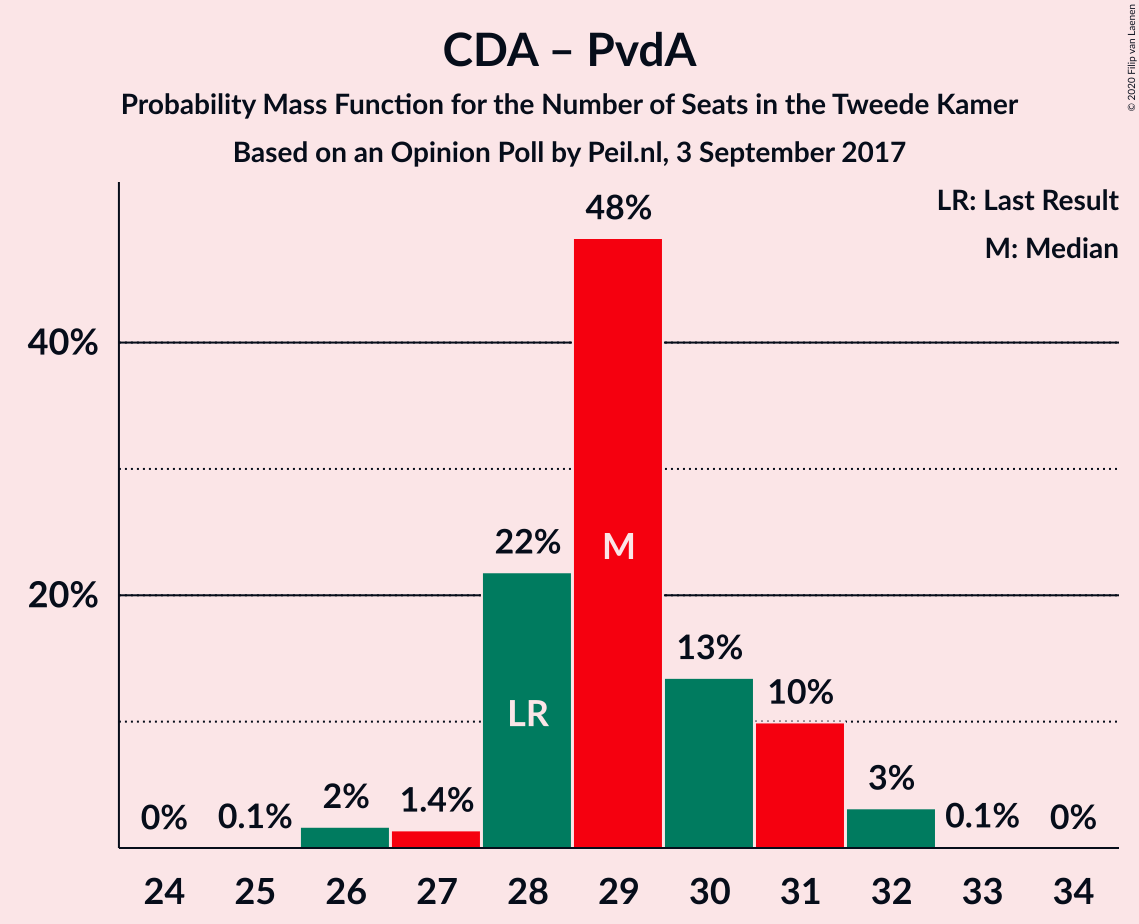 CDA – PvdA
Probability Mass Function for the Number of Seats in the Tweede Kamer
Based on an Opinion Poll by Peil.nl, 3 September 2017
© 2020 Filip van Laenen
LR: Last Result
M: Median
48%
40%
22%
M
20%
13%
10%
LR
3%
2%
1.4%
0%
0.1%
0.1%
0%
24 25 26 27 28 29 30 31 32 33 34